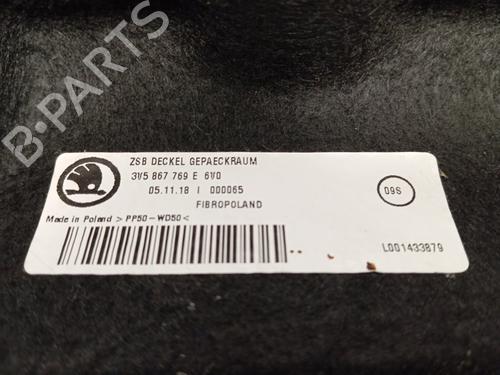 B-PARTS
ZSB DECKEL GEPAECKRAUM
3V5 867 769 E 6V0
05.11.18 | 000065
FIBROPOLAND
09S
Made in Poland > PP50-WD50<
L001433879